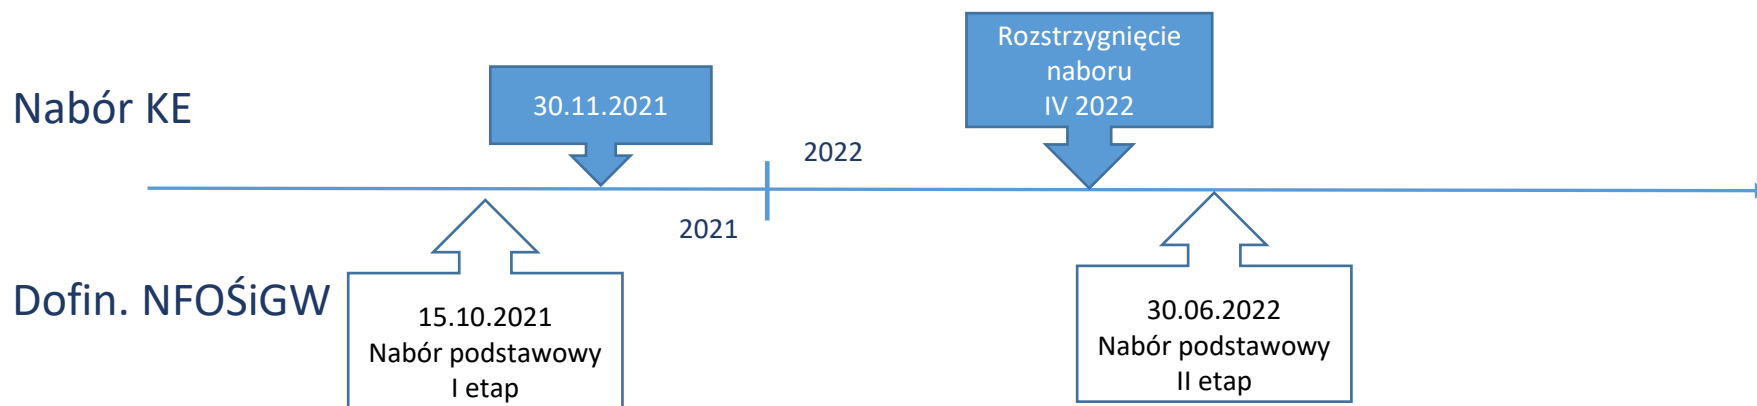 Nabór KE
30.11.2021
Rozstrzygnięcie
naboru
IV 2022
2022
2021
Dofin. NFOŚiGW
15.10.2021
Nabór podstawowy
I etap
30.06.2022
Nabór podstawowy
II etap